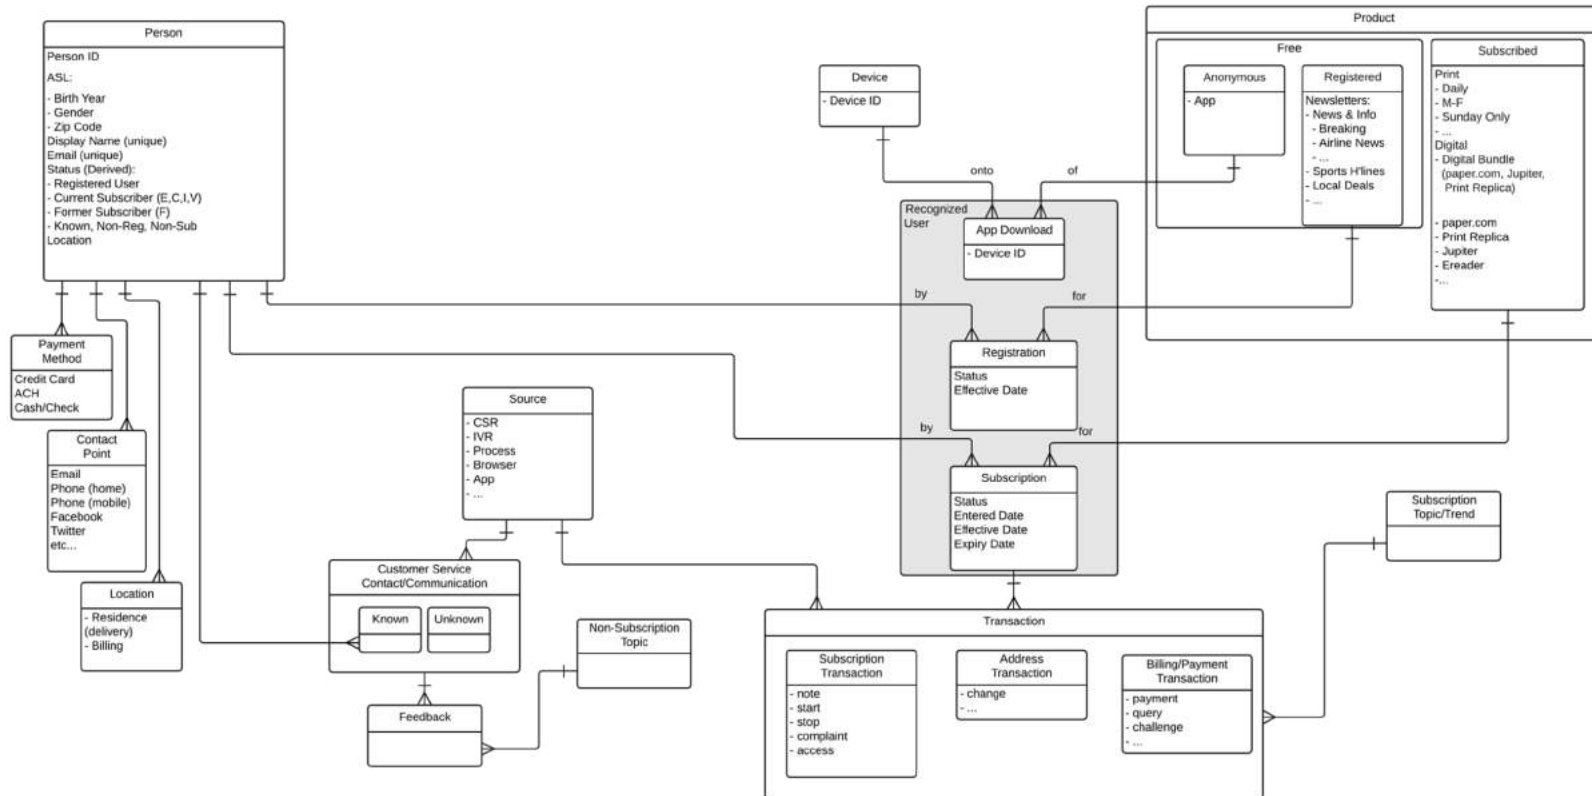 Person
Person ID
ASL:
- Birth Year
- Gender
- Zip Code
Display Name (unique)
Email (unique)
Status (Derived):
- Registered User
- Current Subscriber (E,C,I,V)
- Former Subscriber (F)
- Known, Non-Reg, Non-Sub
Location
Payment
Method
Credit Card
ACH
Cash/Check
Contact
Point
Email
Phone (home)
Phone (mobile)
Facebook
Twitter
etc...
Location
- Residence
(delivery)
- Billing
Source
- CSR
- IVR
- Process
- Browser
- App
- ...
Customer Service
Contact/Communication
Known
Unknown
Feedback
Non-Subscription
Topic
Device
- Device ID
onto
of
Recognized
User
App Download
- Device ID
by
for
Registration
Status
Effective Date
by
for
Subscription
Status
Entered Date
Effective Date
Expiry Date
Product
Free
Anonymous
- App
Registered
Newsletters:
- News & Info
- Breaking
- Airline News
- ...
- Sports H'lines
- Local Deals
- ...
Subscribed
Print
- Daily
- M-F
- Sunday Only
- ...
Digital
- Digital Bundle
(paper.com, Jupiter,
Print Replica)
- paper.com
- Print Replica
- Jupiter
- Ereader
-...
Subscription
Topic/Trend
Transaction
Subscription
Transaction
- note
- start
- stop
- complaint
- access
Address
Transaction
- change
- ...
Billing/Payment
Transaction
- payment
- query
- challenge
- ...